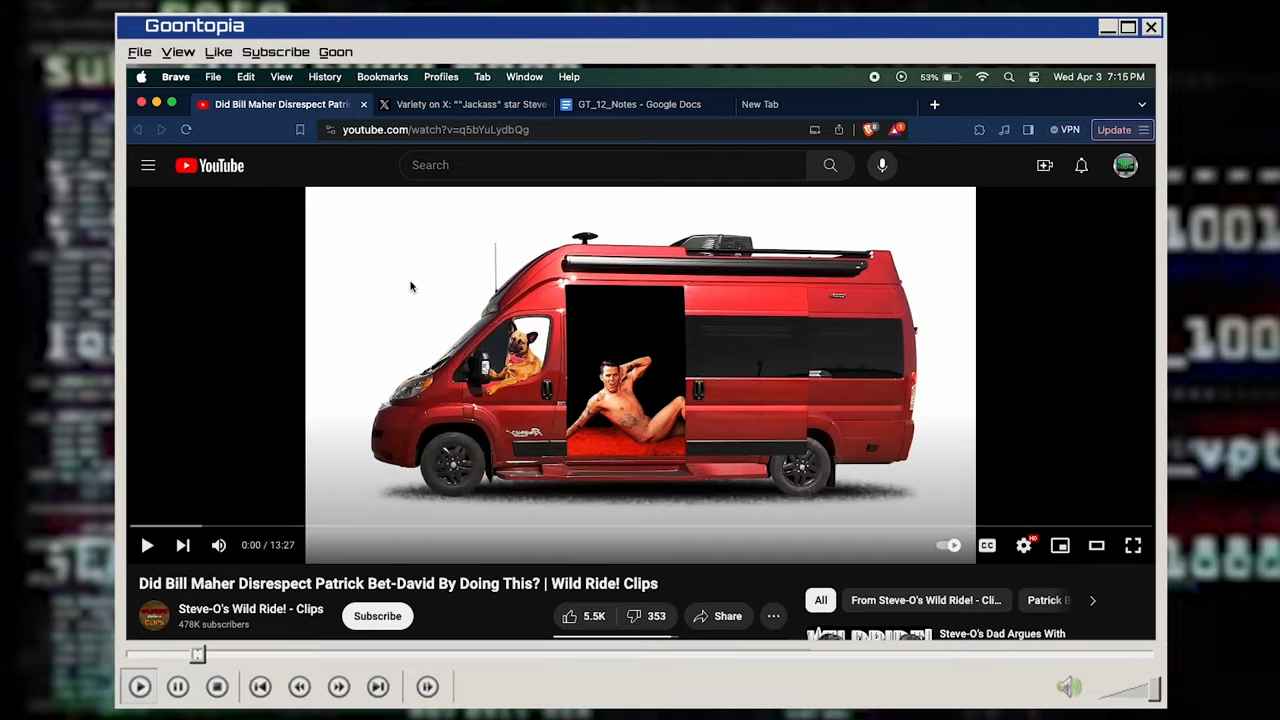 Goontopia
File View Like Subscribe Goon
Brave File Edit View History Bookmarks Profiles Tab Window Help 53% Wed Apr 3 7:15 PM
Did Bill Maher Disrespect Patri Variety on X: ""Jackass" star Steve- GT_12_Notes - Google Docs New Tab
youtube.com/watch?v=q5bYuLydbQg VPN Update
YouTube Search
0:00 / 13:27 CC HD
Did Bill Maher Disrespect Patrick Bet-David By Doing This? | Wild Ride! Clips
Steve-O's Wild Ride! - Clips
478K subscribers
Subscribe 5.5K 353 Share
All From Steve-O's Wild Ride! - Cli... Patrick B
Steve-O's Dad Argues With